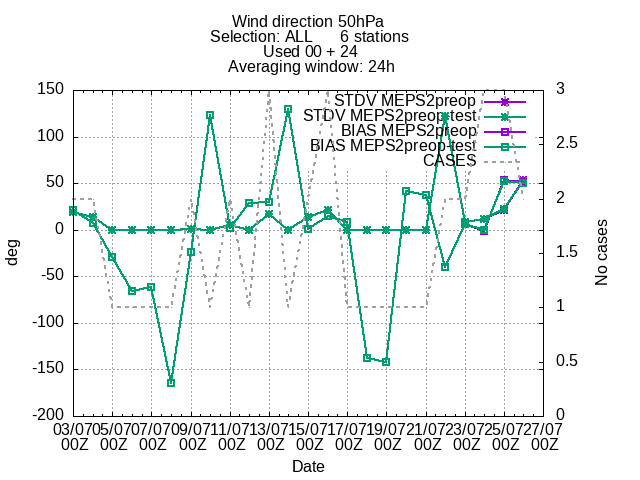 Wind direction 50hPa
Selection: ALL 6 stations
Used 00 + 24
Averaging window: 24h
STDV MEPS2preop
STDV MEPS2preop-test
BIAS MEPS2preop
BIAS MEPS2preop-test
CASES
150
100
50
0
-50
-100
-150
-200
deg
3
2.5
2
1.5
1
0.5
0
No cases
03/07 05/07 07/07 09/07 11/07 13/07 15/07 17/07 19/07 21/07 23/07 25/07 27/07
00Z 00Z 00Z 00Z 00Z 00Z 00Z 00Z 00Z 00Z 00Z 00Z 00Z
Date